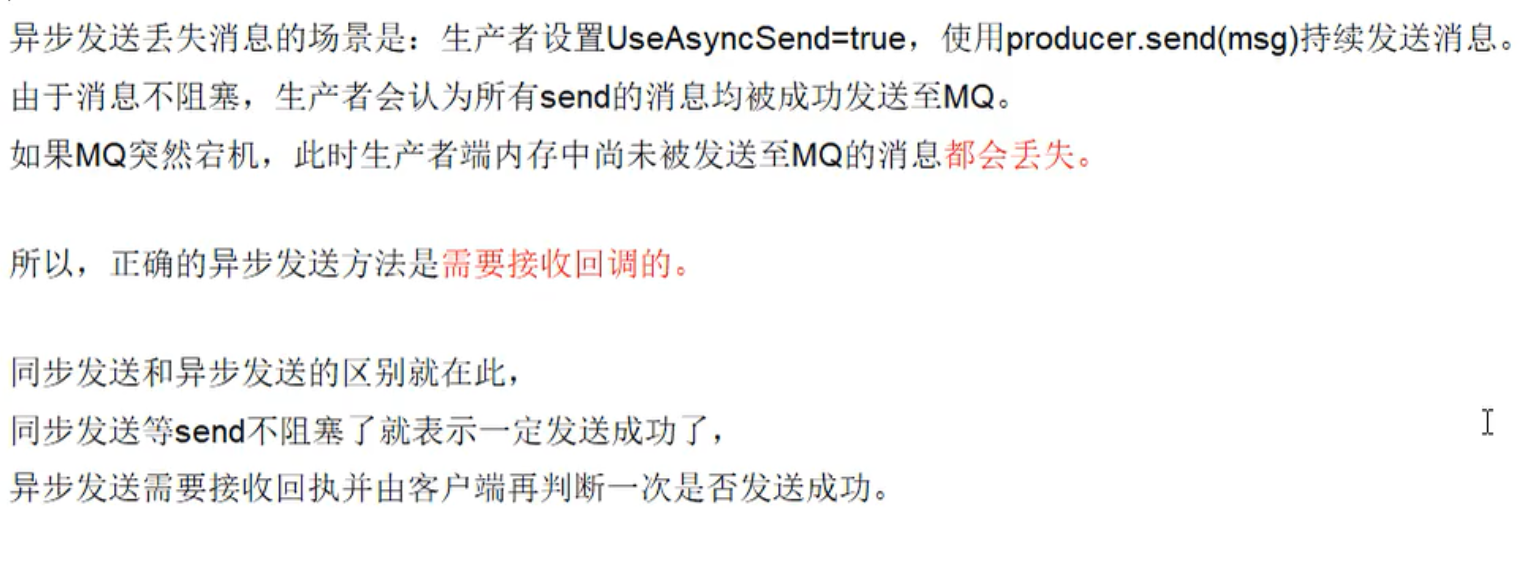 异步发送丢失消息的场景是：生产者设置UseAsyncSend=true，使用producer.send(msg)持续发送消息。
由于消息不阻塞，生产者会认为所有send的消息均被成功发送至MQ。
如果MQ突然宕机，此时生产者端内存中尚未被发送至MQ的消息都会丢失。
所以，正确的异步发送方法是需要接收回调的。
同步发送和异步发送的区别就在此，
同步发送等send不阻塞了就表示一定发送成功了，
异步发送需要接收回执并由客户端再判断一次是否发送成功。